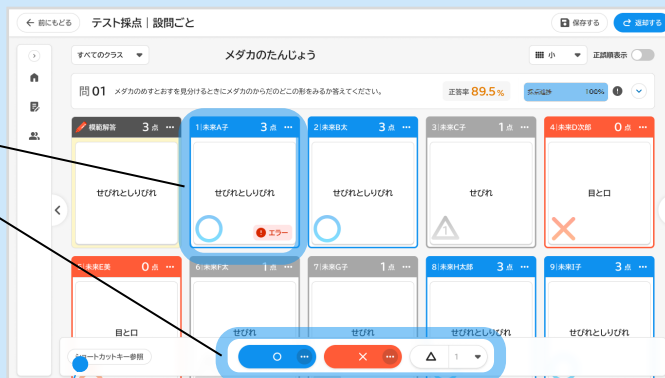 ← 前にもどる
テスト採点｜設問ごと
保存する
返却する
すべてのクラス
メダカのたんじょう
小
正誤順表示
問01 メダカのめすとおすを見分けるときにメダカのからだのどこの形をみるか答えてください。
正答率 89.5%
採点進捗 100%
模範解答 3点 …
1|未来A子 3点 …
2|未来B太 3点 …
3|未来C子 1点 …
4|未来D次郎 0点 …
せびれとしりびれ
せびれとしりびれ
せびれとしりびれ
せびれ
目と口
エラー
1
5|未来E美 0点 …
6|未来F太 1点 …
7|未来G子 1点 …
8|未来H太郎 3点 …
9|未来I子 3点 …
目と口
せびれ
せびれ
せびれとしりびれ
せびれとしりびれ
ショートカットキー参照
1